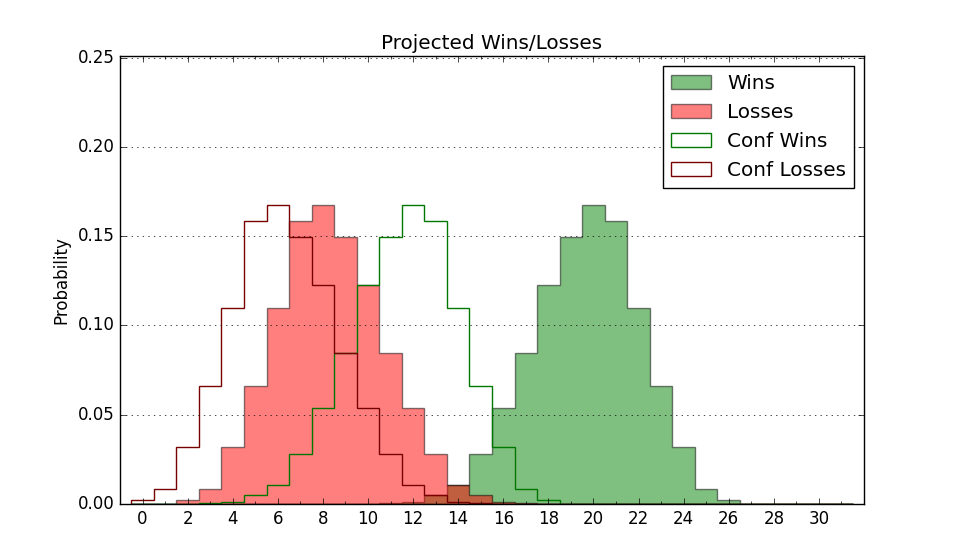 Projected Wins/Losses
0.25
0.20
0.15
0.10
0.05
0.00
Probability
Wins
Losses
Conf Wins
Conf Losses
0 2 4 6 8 10 12 14 16 18 20 22 24 26 28 30